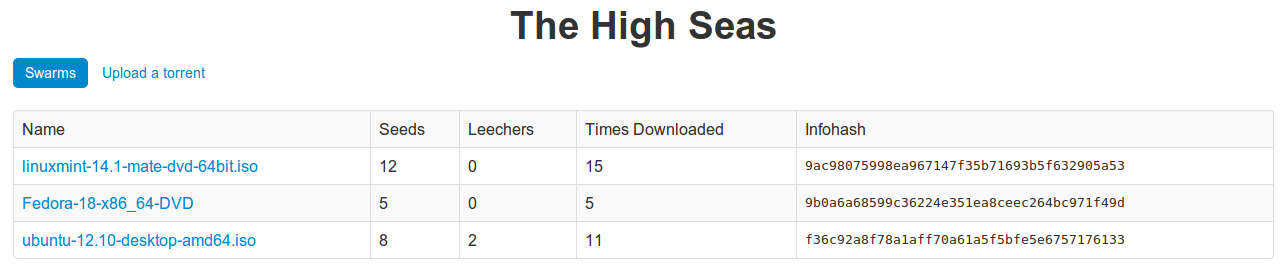 The High Seas
Swarms Upload a torrent
Name Seeds Leechers Times Downloaded Infohash
linuxmint-14.1-mate-dvd-64bit.iso 12 0 15 9ac98075998ea967147f35b71693b5f632905a53
Fedora-18-x86_64-DVD 5 0 5 9b0a6a68599c36224e351ea8ceec264bc971f49d
ubuntu-12.10-desktop-amd64.iso 8 2 11 f36c92a8f78a1aff70a61a5f5bfe5e6757176133